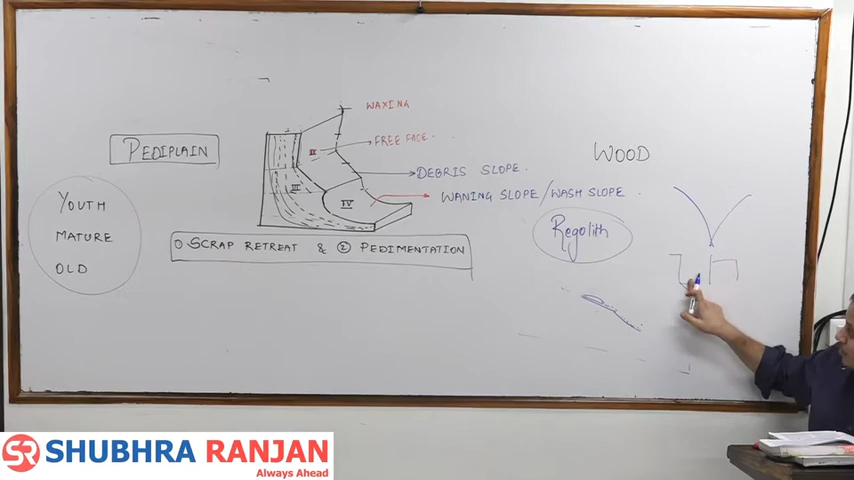 WAXING
PEDIPLAIN
II
FREE FACE
WOOD
DEBRIS SLOPE
YOUTH
III
WANING SLOPE/WASH SLOPE
IV
MATURE
Regolith
① SCRAP RETREAT & ② PEDIMENTATION
OLD
SR SHUBHRA RANJAN
Always Ahead